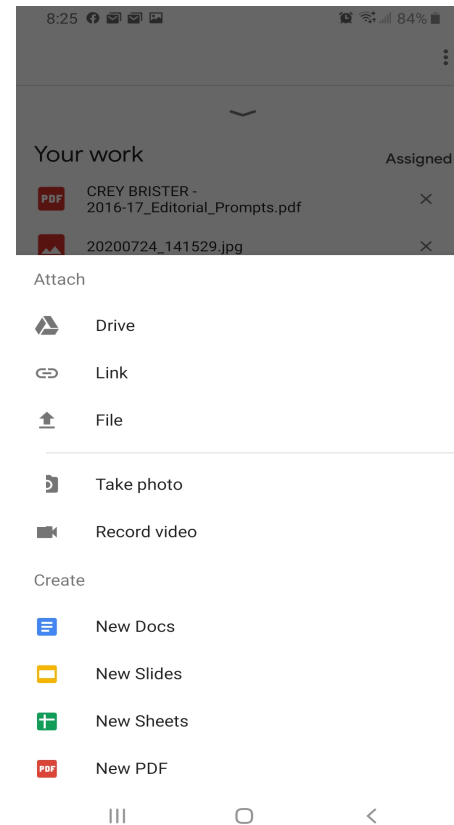 8:25
84%
Your work
Assigned
PDF
CREY BRISTER -
2016-17_Editorial_Prompts.pdf
20200724_141529.jpg
Attach
Drive
Link
File
Take photo
Record video
Create
New Docs
New Slides
New Sheets
PDF
New PDF